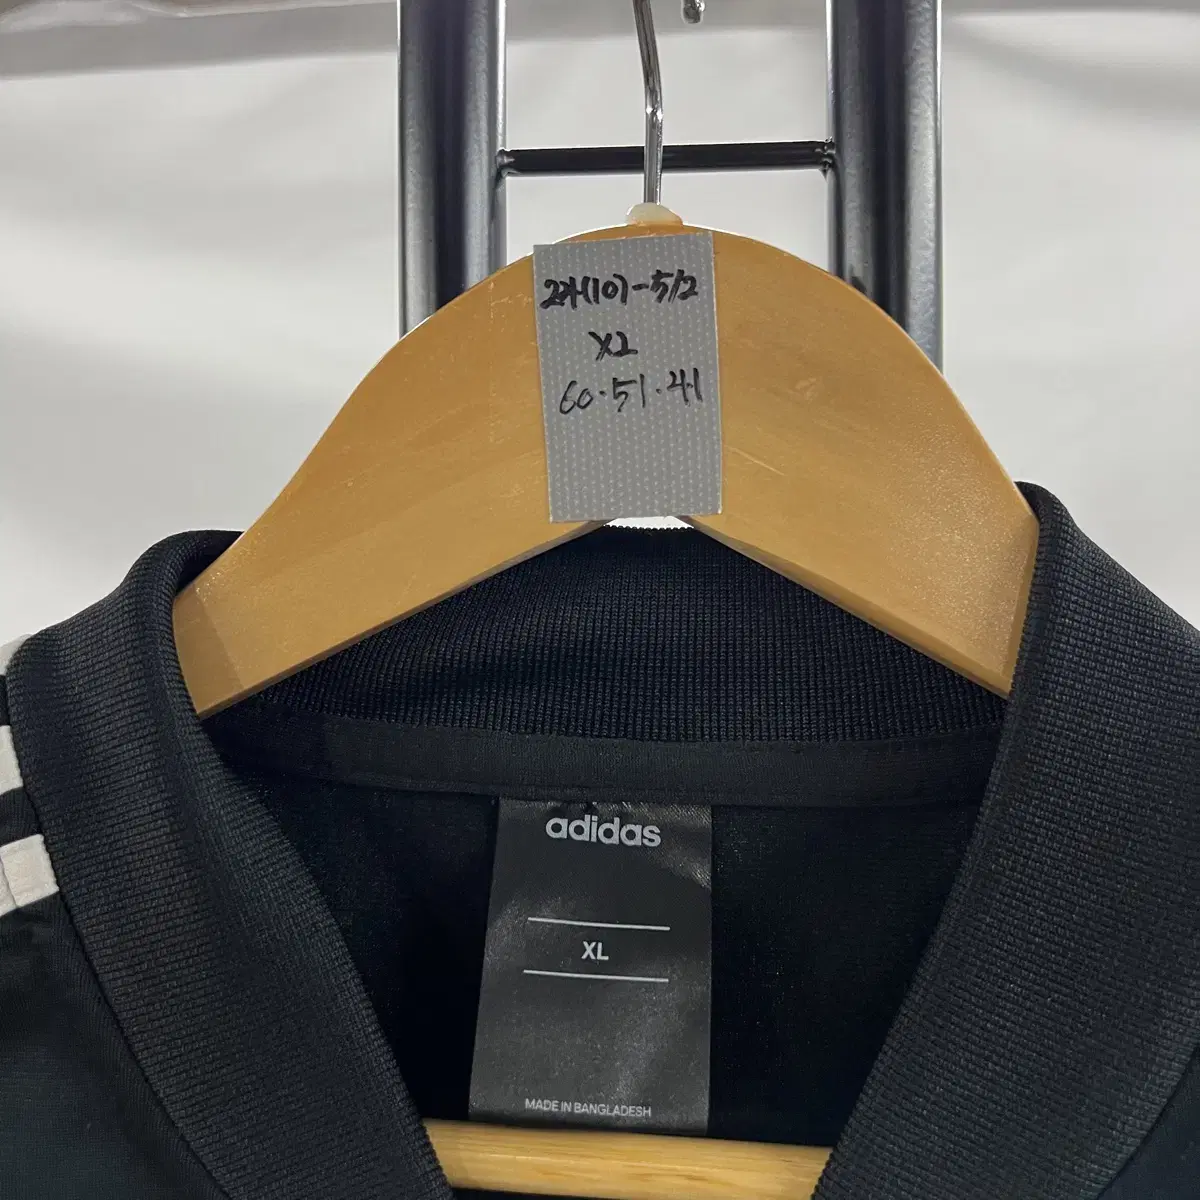 XL
60.51.41
adidas
XL
MADE IN BANGLADESH